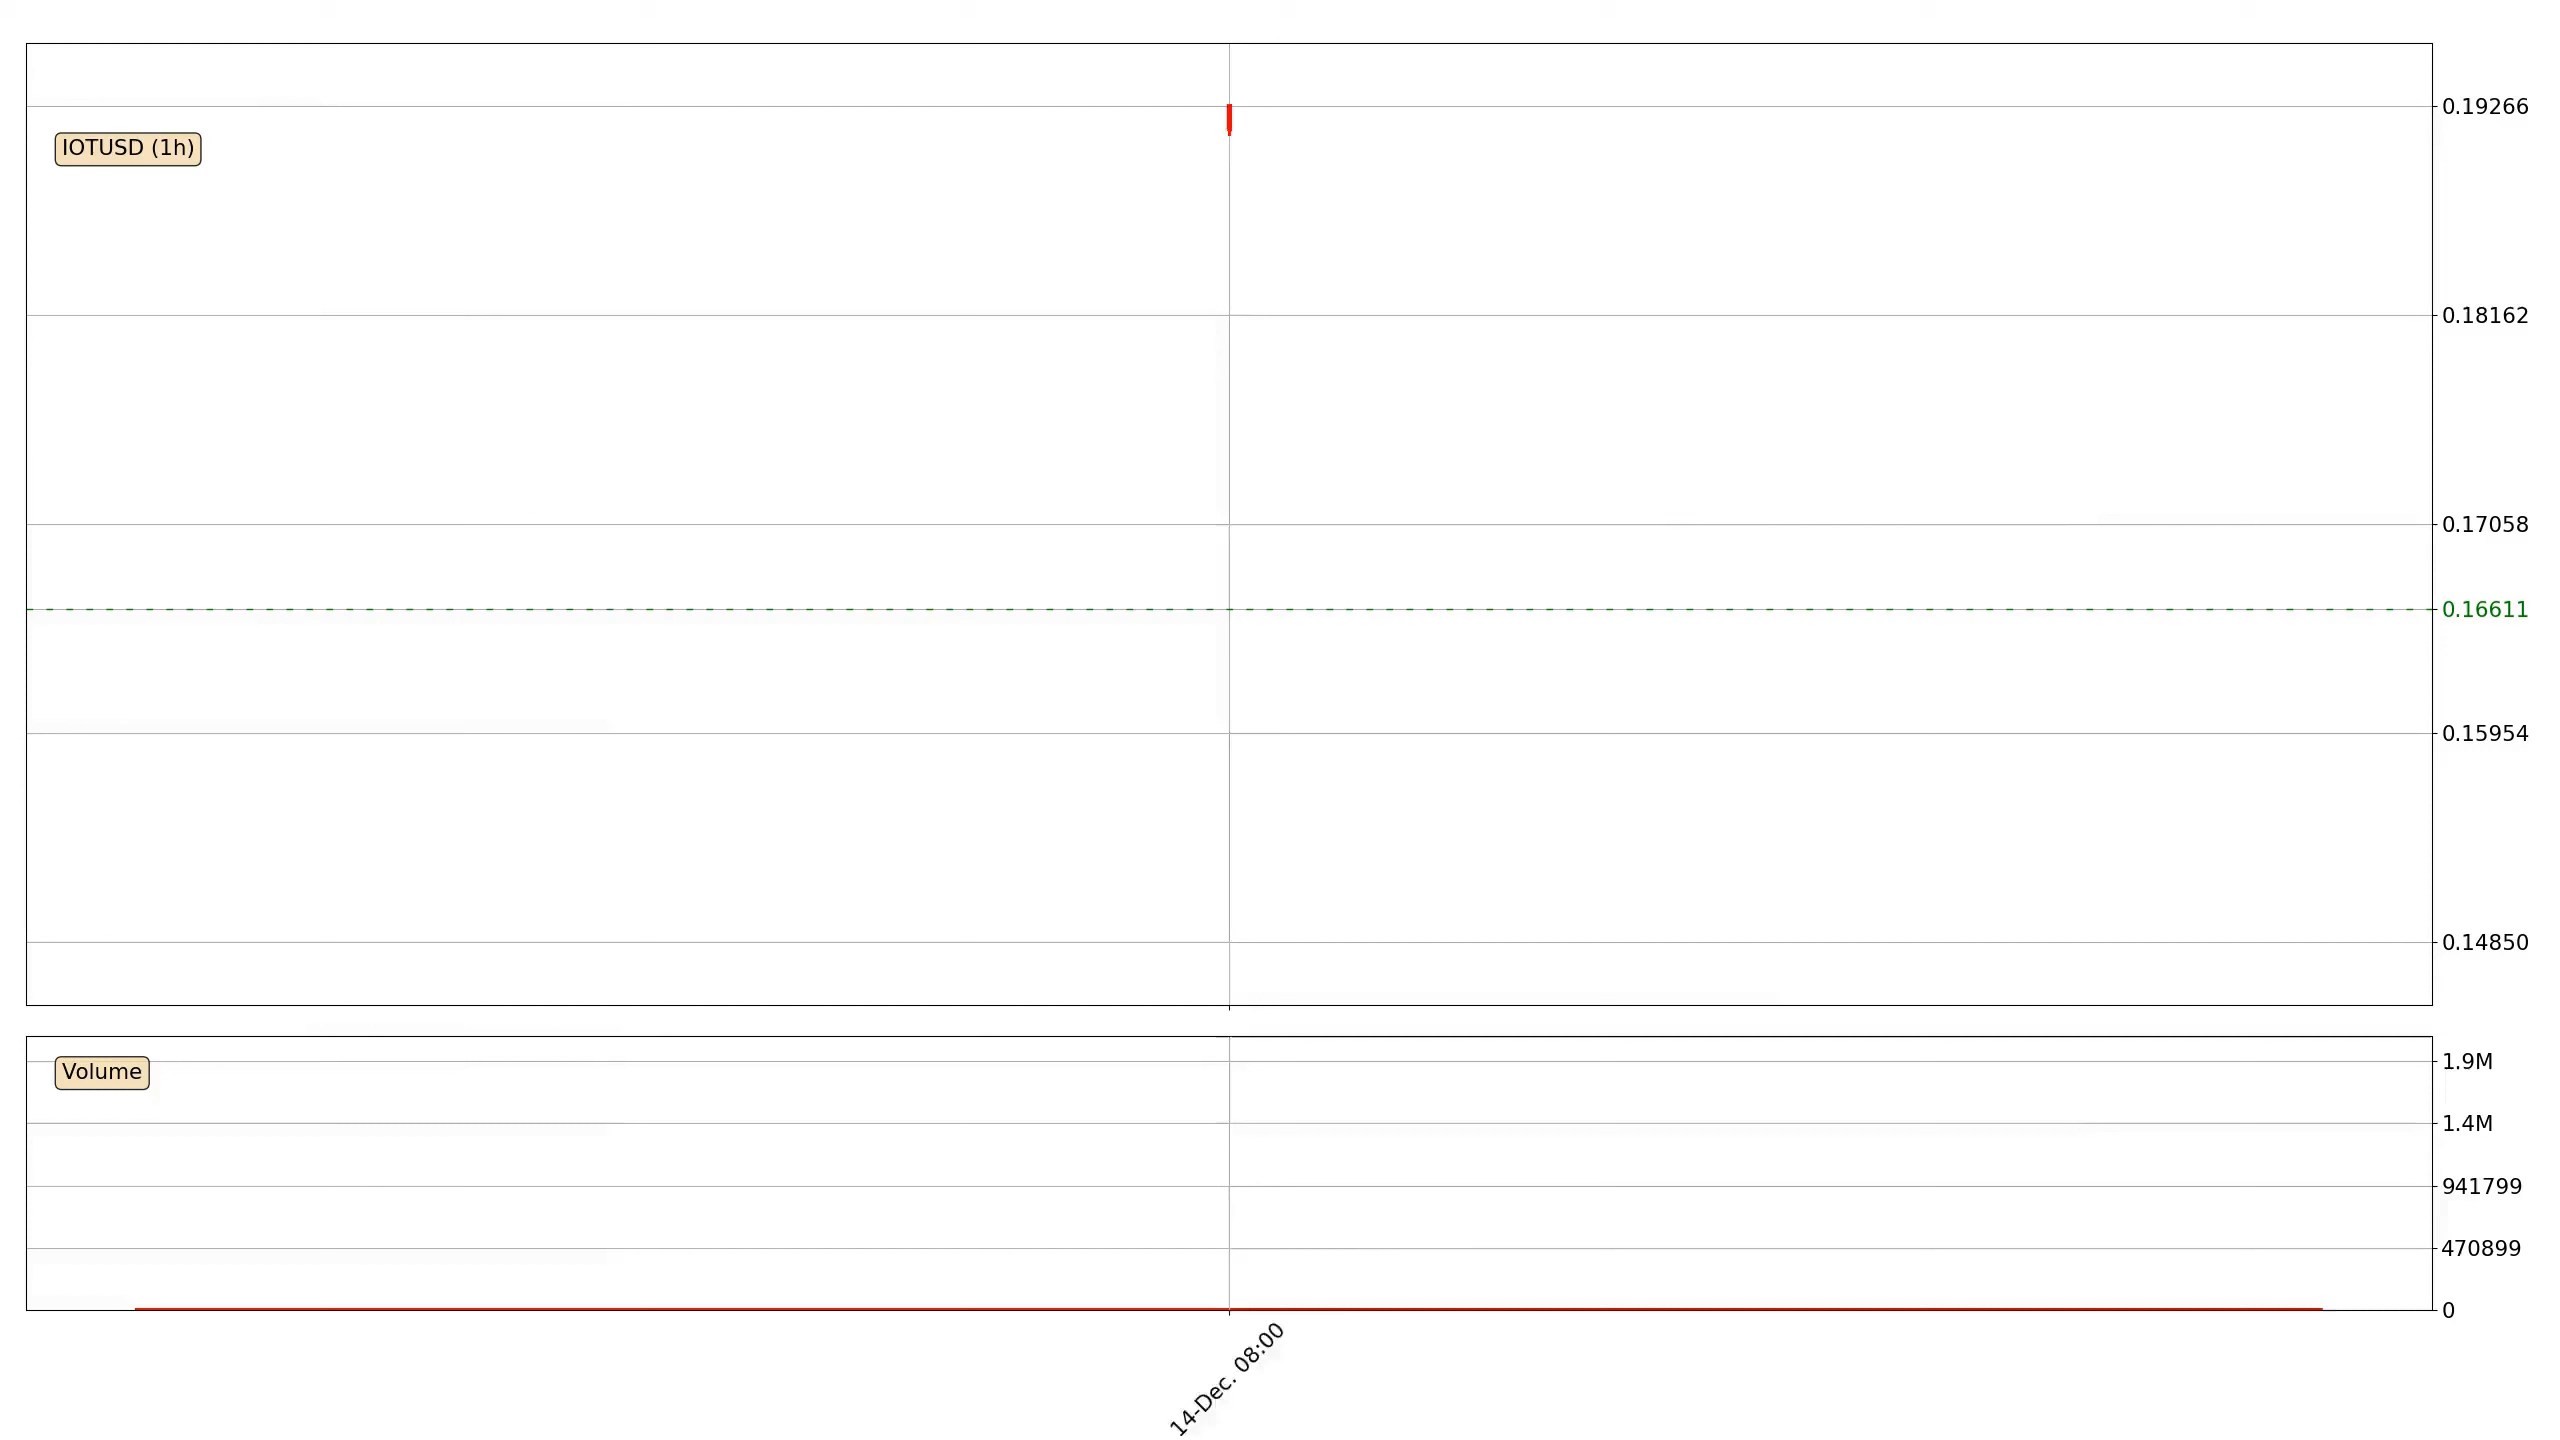 0.19266
IOTUSD (1h)
0.18162
0.17058
0.16611
0.15954
0.14850
Volume
1.9M
1.4M
941799
470899
0
14-Dec. 08:00